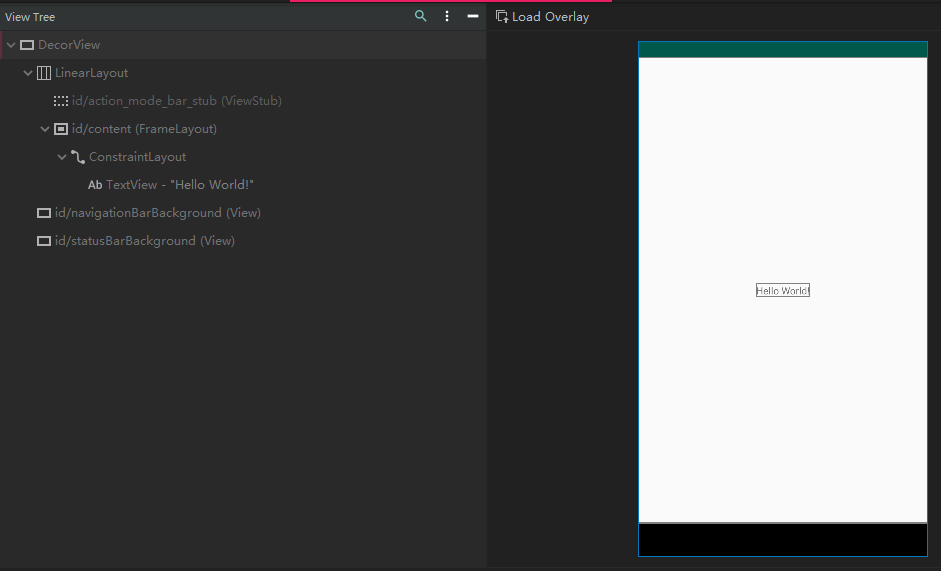 View Tree
Load Overlay
DecorView
LinearLayout
id/action_mode_bar_stub (ViewStub)
id/content (FrameLayout)
ConstraintLayout
Ab TextView - "Hello World!"
id/navigationBarBackground (View)
id/statusBarBackground (View)
Hello World!